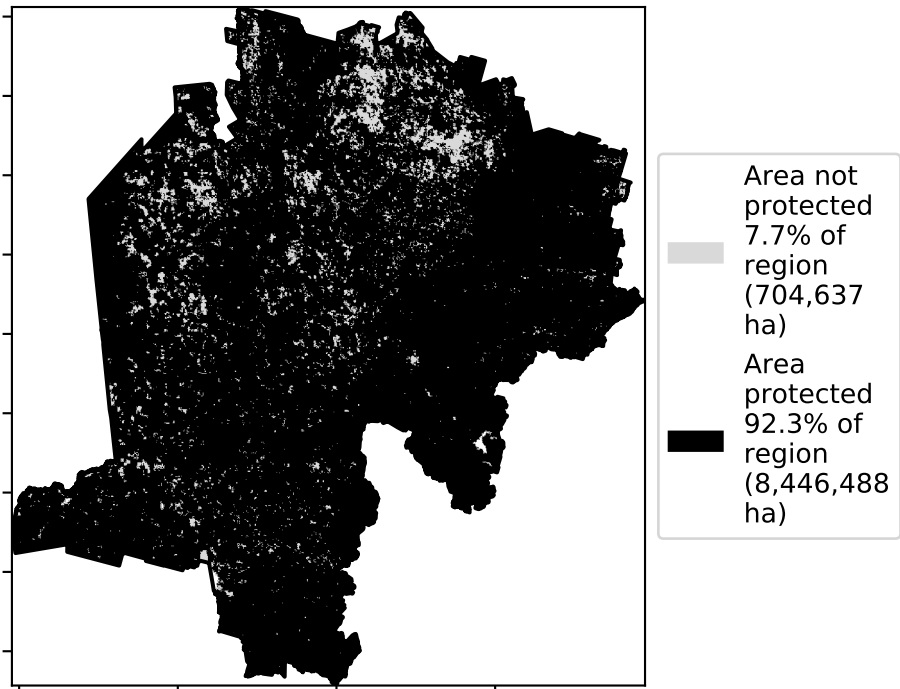 Area not
protected
7.7% of
region
(704,637
ha)
Area
protected
92.3% of
region
(8,446,488
ha)